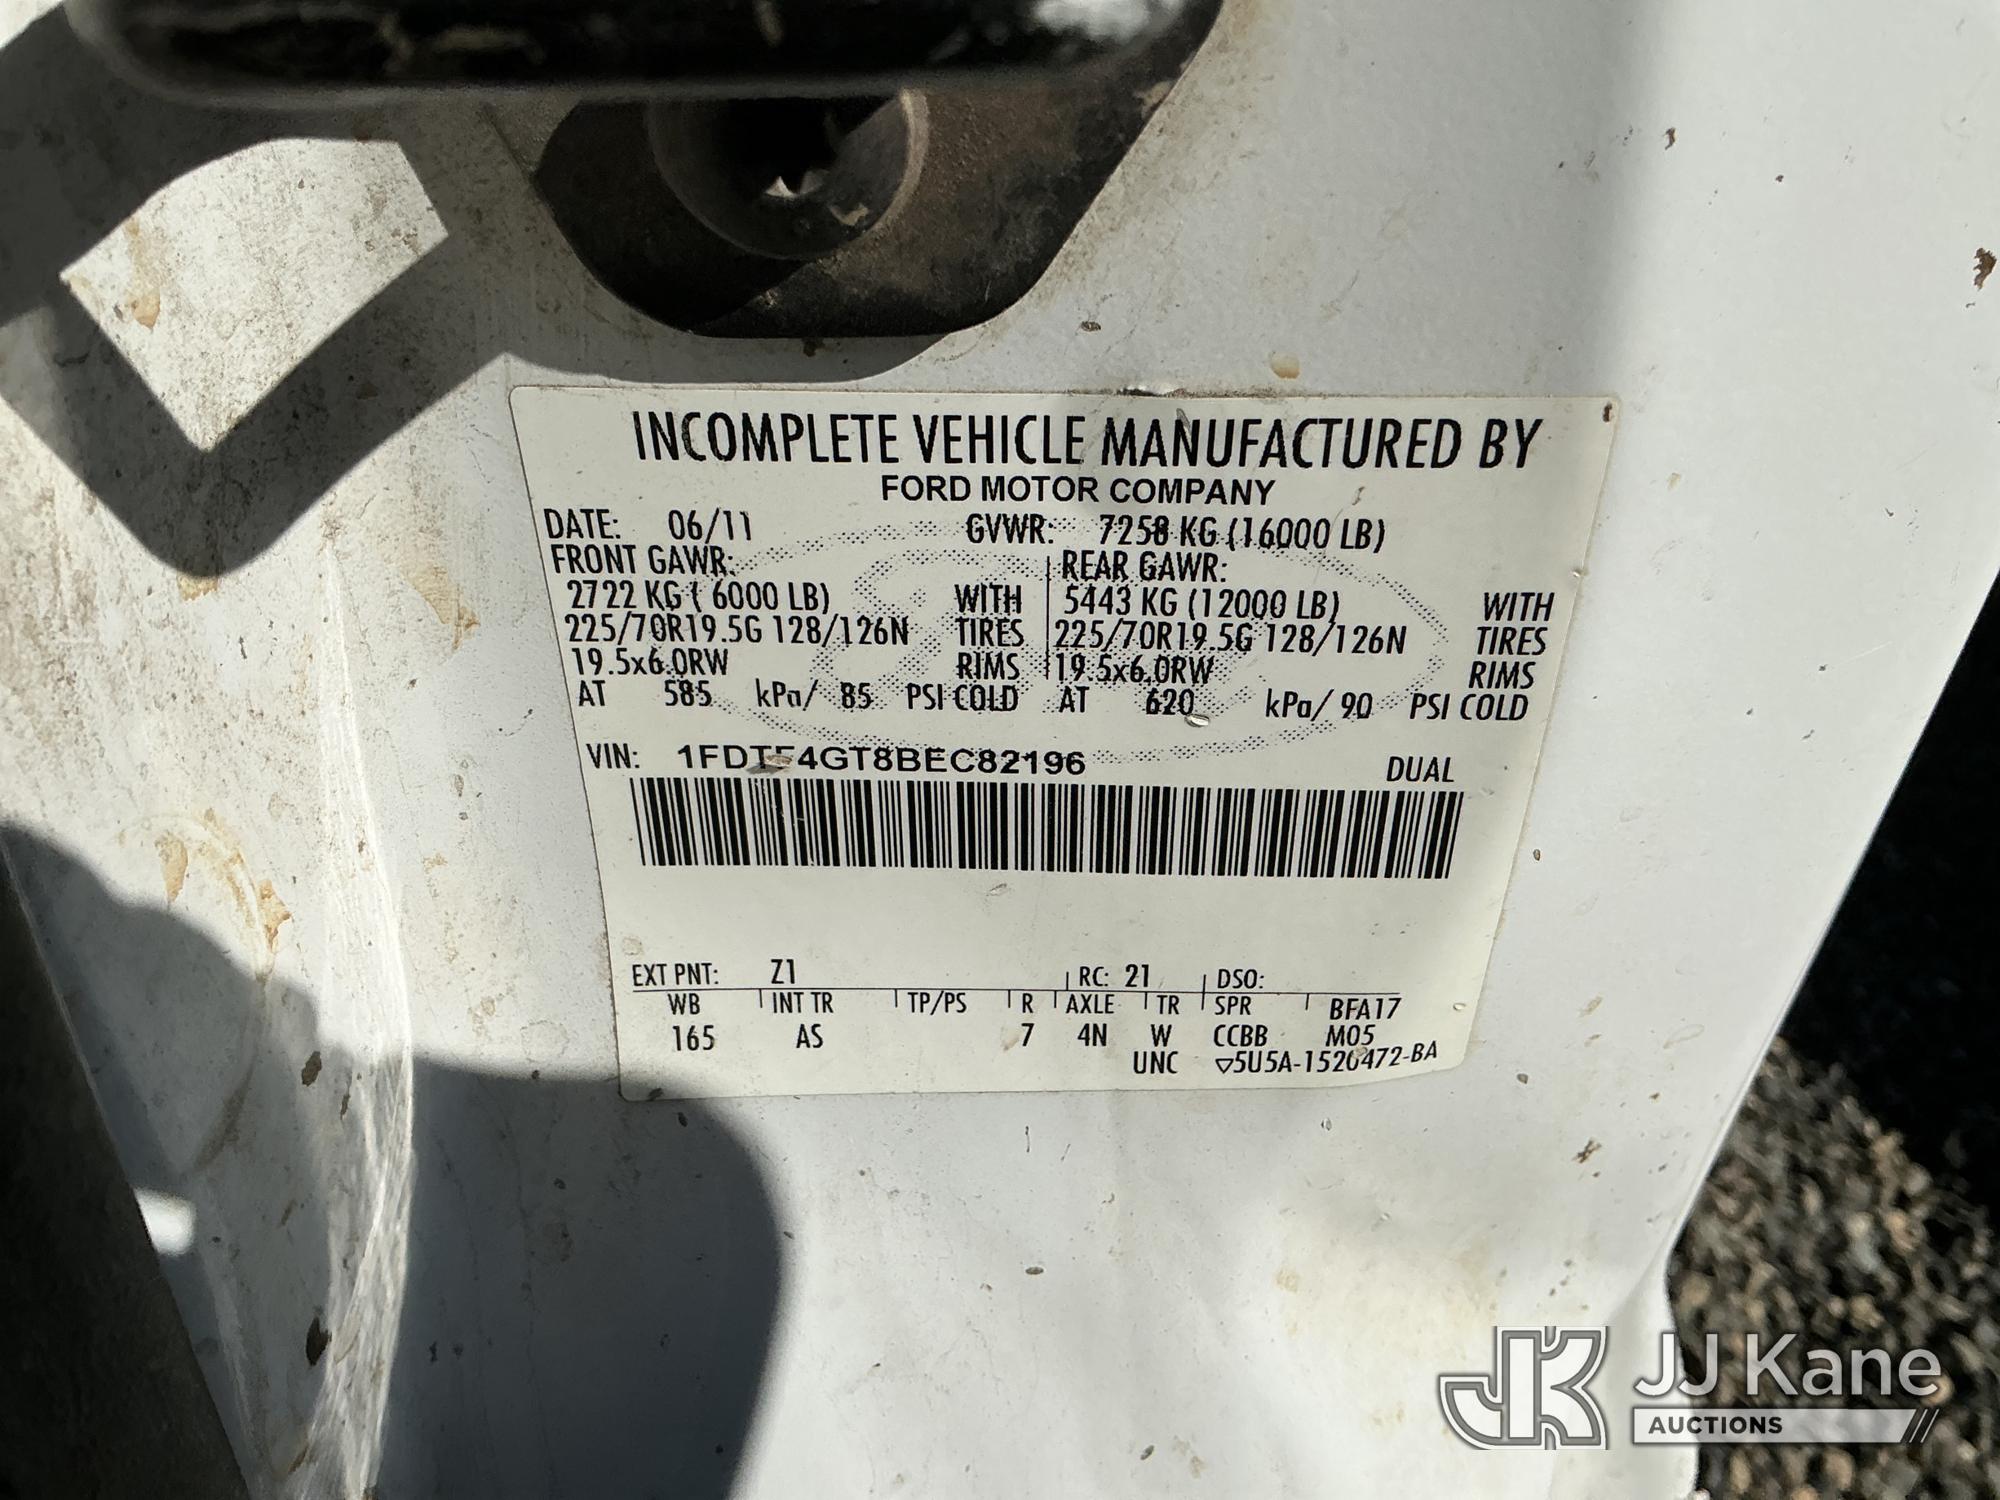 INCOMPLETE VEHICLE MANUFACTURED BY
FORD MOTOR COMPANY
DATE: 06/11 GVWR: 7258 KG (16000 LB)
FRONT GAWR: REAR GAWR:
2722 KG ( 6000 LB) WITH 5443 KG (12000 LB) WITH
225/70R19.5G 128/126N TIRES 225/70R19.5G 128/126N TIRES
19.5x6.0RW RIMS 19.5x6.0RW RIMS
AT 585 kPa/ 85 PSI COLD AT 620 kPa/ 90 PSI COLD
VIN: DUAL
EXT PNT: Z1 RC: 21 DSO:
WB INT TR TP/PS R AXLE TR SPR BFA17
165 AS 7 4N W CCBB M05
UNC ▽5U5A-1520472-BA
JK JJ Kane
AUCTIONS